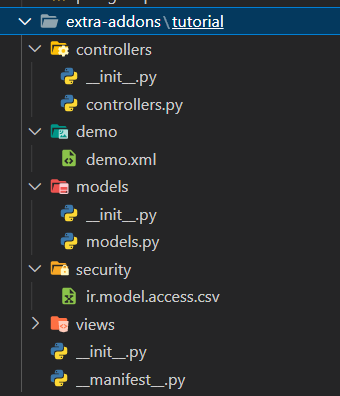 extra-addons\tutorial
controllers
__init__.py
controllers.py
demo
demo.xml
models
__init__.py
models.py
security
ir.model.access.csv
views
__init__.py
__manifest__.py